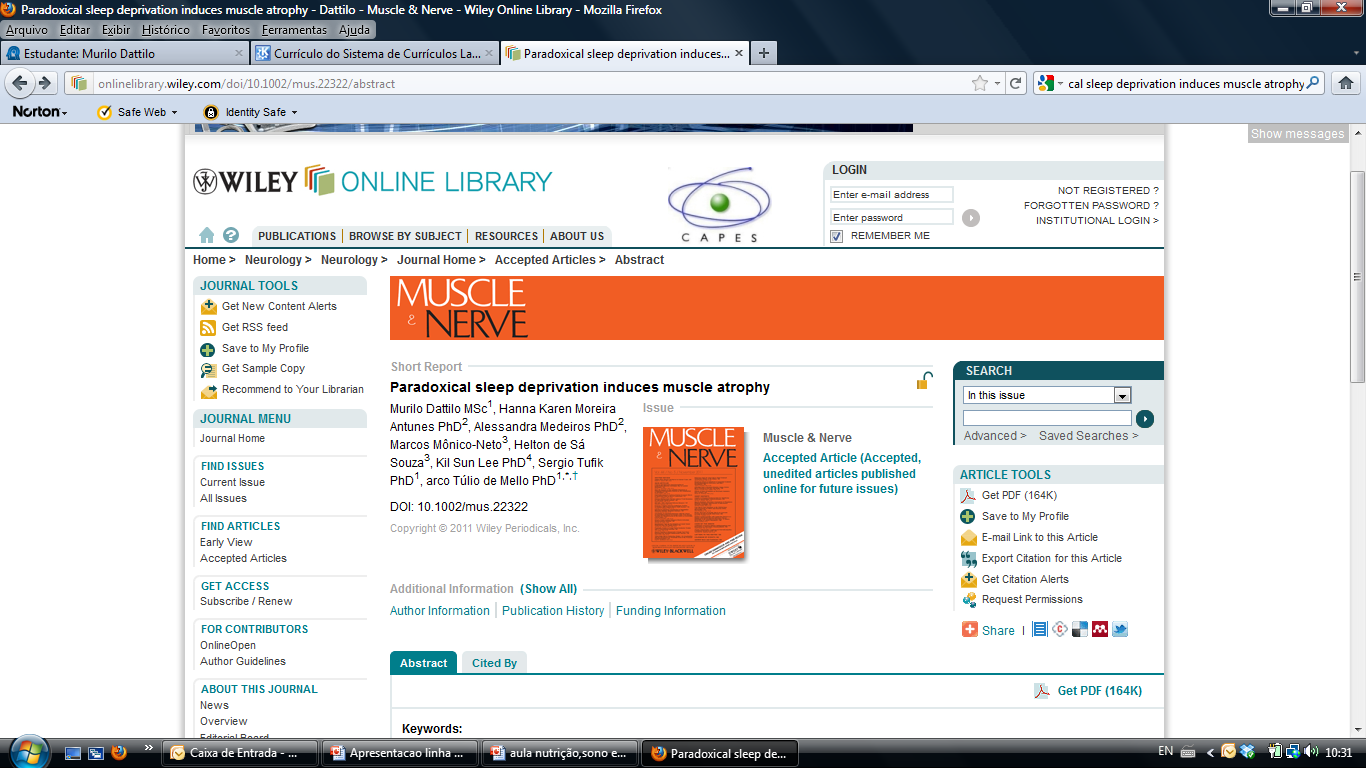 Paradoxical sleep deprivation induces muscle atrophy - Dattilo - Muscle & Nerve - Wiley Online Library - Mozilla Firefox
Arquivo Editar Exibir Histórico Favoritos Ferramentas Ajuda
Estudante: Murilo Dattilo
Currículo do Sistema de Currículos La...
Paradoxical sleep deprivation induces...
onlinelibrary.wiley.com/doi/10.1002/mus.22322/abstract
cal sleep deprivation induces muscle atrophy
Norton
Safe Web
Identity Safe
Show messages
WILEY ONLINE LIBRARY
CAPES
LOGIN
Enter e-mail address
Enter password
REMEMBER ME
NOT REGISTERED ?
FORGOTTEN PASSWORD ?
INSTITUTIONAL LOGIN >
PUBLICATIONS | BROWSE BY SUBJECT | RESOURCES | ABOUT US
Home > Neurology > Neurology > Journal Home > Accepted Articles > Abstract
JOURNAL TOOLS
Get New Content Alerts
Get RSS feed
Save to My Profile
Get Sample Copy
Recommend to Your Librarian
JOURNAL MENU
Journal Home
FIND ISSUES
Current Issue
All Issues
FIND ARTICLES
Early View
Accepted Articles
GET ACCESS
Subscribe / Renew
FOR CONTRIBUTORS
OnlineOpen
Author Guidelines
ABOUT THIS JOURNAL
News
Overview
Editorial Board
MUSCLE
& NERVE
Short Report
Paradoxical sleep deprivation induces muscle atrophy
Murilo Dattilo MSc1, Hanna Karen Moreira
Antunes PhD2, Alessandra Medeiros PhD2,
Marcos Mônico-Neto3, Helton de Sá
Souza3, Kil Sun Lee PhD4, Sergio Tufik
PhD1, arco Túlio de Mello PhD1,*,†
DOI: 10.1002/mus.22322
Copyright © 2011 Wiley Periodicals, Inc.
Issue
MUSCLE
& NERVE
WILEY-BLACKWELL
Muscle & Nerve
Accepted Article (Accepted,
unedited articles published
online for future issues)
Additional Information (Show All)
Author Information | Publication History | Funding Information
Abstract
Cited By
Get PDF (164K)
Keywords:
SEARCH
In this issue
Advanced > Saved Searches >
ARTICLE TOOLS
Get PDF (164K)
Save to My Profile
E-mail Link to this Article
Export Citation for this Article
Get Citation Alerts
Request Permissions
Share |
Caixa de Entrada - ...
Apresentacao linha ...
aula nutrição,sono e...
Paradoxical sleep de...
EN
10:31